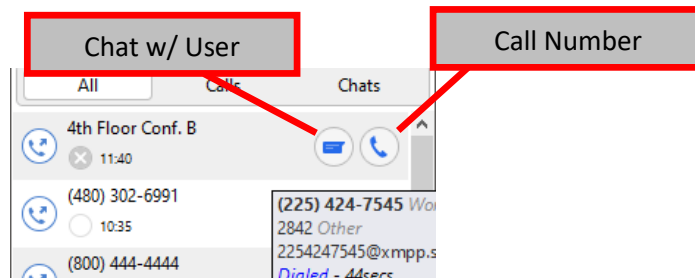 Chat w/ User
Call Number
All Calls Chats
4th Floor Conf. B
11:40
(480) 302-6991
10:35
(225) 424-7545
2842 Other
2254247545@xmpp.s
(800) 444-4444
Dialed - 44secs